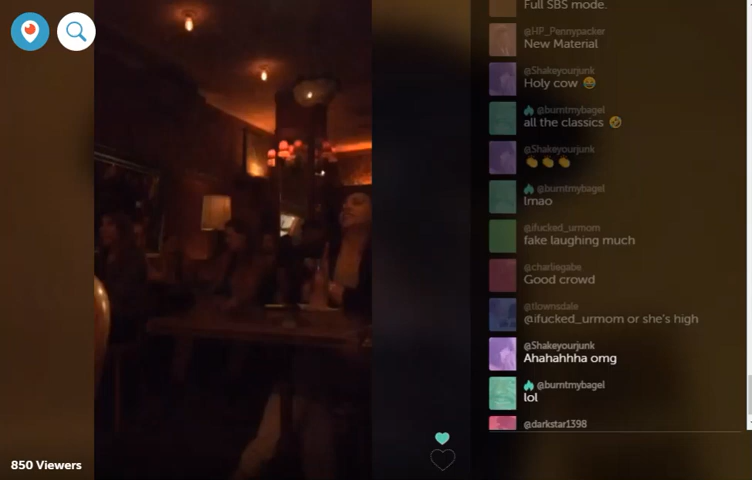 Full SBS mode.
@HP_Pennypacker
New Material
@Shakeyourjunk
Holy cow
@burntmybagel
all the classics
@Shakeyourjunk
@burntmybagel
lmao
@ifucked_urmom
fake laughing much
@charliegabe
Good crowd
@tlownsdale
@ifucked_urmom or she's high
@Shakeyourjunk
Ahahahhha omg
@burntmybagel
lol
@darkstar1398
850 Viewers